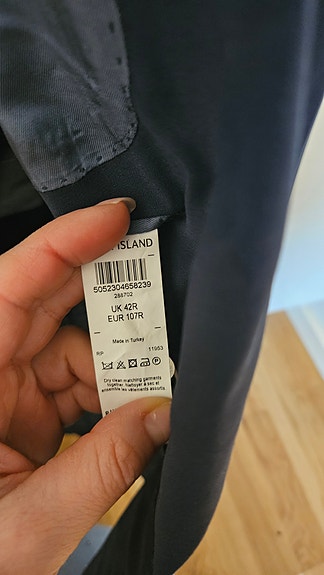 ISLAND
5052304658239
288702
UK 42R
EUR 107R
Made in Turkey
RP 11953
Dry clean matching garments
together. Nettoyer à sec et
ensemble les vêtements assortis.